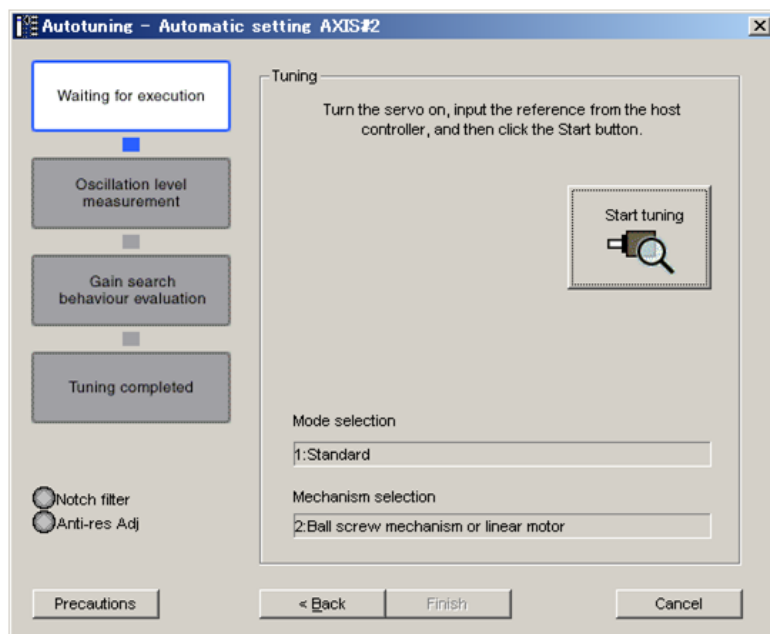 Autotuning - Automatic setting AXIS#2
Waiting for execution
Oscillation level
measurement
Gain search
behaviour evaluation
Tuning completed
Notch filter
Anti-res Adj
Tuning
Turn the servo on, input the reference from the host
controller, and then click the Start button.
Start tuning
Mode selection
1:Standard
Mechanism selection
2:Ball screw mechanism or linear motor
Precautions
< Back
Finish
Cancel